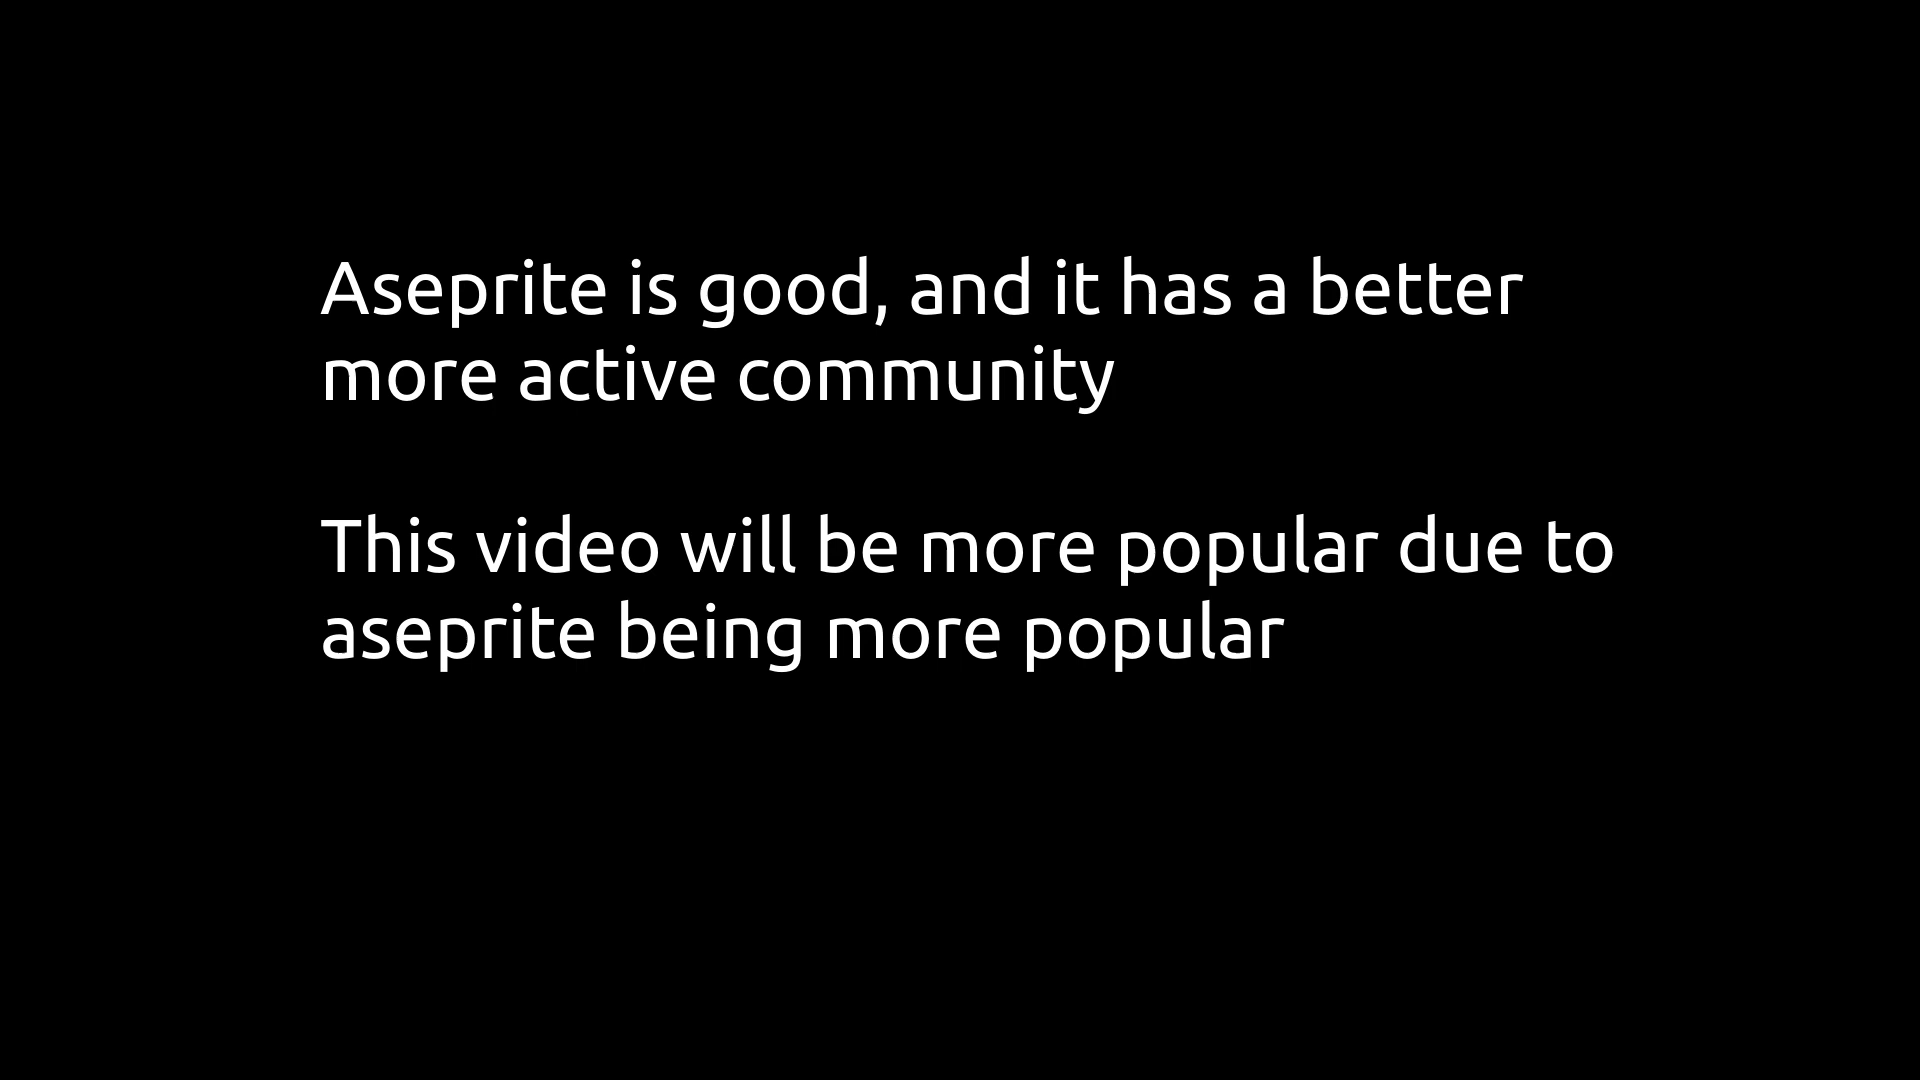 Aseprite is good, and it has a better
more active community
This video will be more popular due to
aseprite being more popular